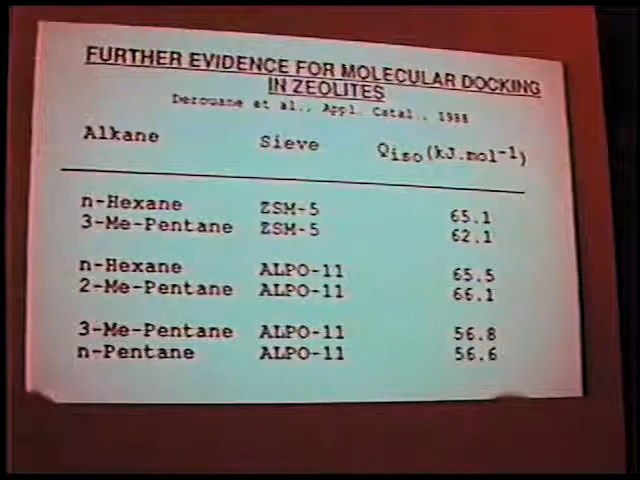 FURTHER EVIDENCE FOR MOLECULAR DOCKING
IN ZEOLITES
Derouane et al., Appl. Catal., 1988
Alkane Sieve Qiso(kJ.mol-1)
n-Hexane ZSM-5 65.1
3-Me-Pentane ZSM-5 62.1
n-Hexane ALPO-11 65.5
2-Me-Pentane ALPO-11 66.1
3-Me-Pentane ALPO-11 56.8
n-Pentane ALPO-11 56.6